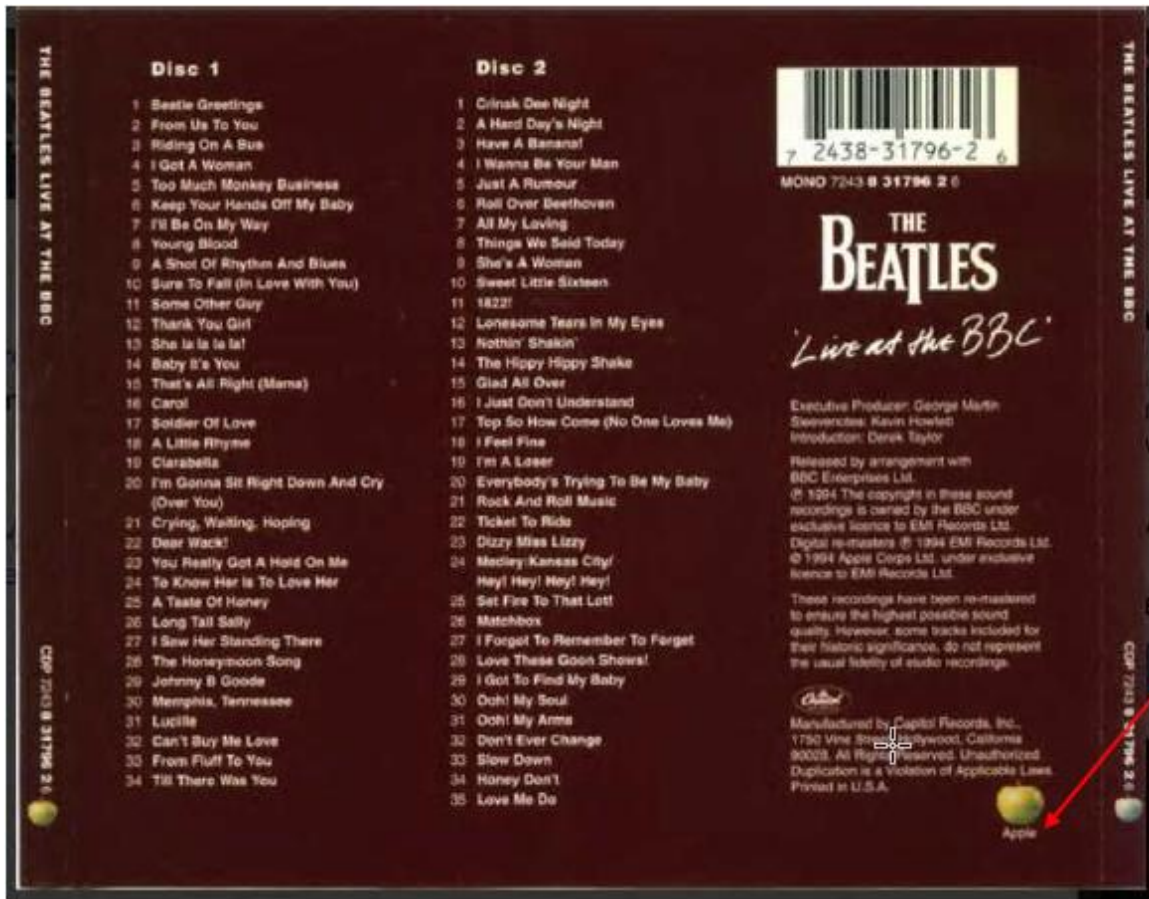 THE BEATLES LIVE AT THE BBC
CDP 7243 8 31796 2 6
Disc 1
1 Beatle Greetings
2 From Us To You
3 Riding On A Bus
4 I Got A Woman
5 Too Much Monkey Business
6 Keep Your Hands Off My Baby
7 I'll Be On My Way
8 Young Blood
9 A Shot Of Rhythm And Blues
10 Sure To Fall (In Love With You)
11 Some Other Guy
12 Thank You Girl
13 Sha la la la la!
14 Baby It's You
15 That's All Right (Mama)
16 Carol
17 Soldier Of Love
18 A Little Rhyme
19 Clarabella
20 I'm Gonna Sit Right Down And Cry
(Over You)
21 Crying, Waiting, Hoping
22 Dear Wack!
23 You Really Got A Hold On Me
24 To Know Her Is To Love Her
25 A Taste Of Honey
26 Long Tall Sally
27 I Saw Her Standing There
28 The Honeymoon Song
29 Johnny B Goode
30 Memphis, Tennessee
31 Lucille
32 Can't Buy Me Love
33 From Fluff To You
34 Till There Was You
Disc 2
1 Crinsk Dee Night
2 A Hard Day's Night
3 Have A Banana!
4 I Wanna Be Your Man
5 Just A Rumour
6 Roll Over Beethoven
7 All My Loving
8 Things We Said Today
9 She's A Woman
10 Sweet Little Sixteen
11 1822!
12 Lonesome Tears In My Eyes
13 Nothin' Shakin'
14 The Hippy Hippy Shake
15 Glad All Over
16 I Just Don't Understand
17 Top So How Come (No One Loves Me)
18 I Feel Fine
19 I'm A Loser
20 Everybody's Trying To Be My Baby
21 Rock And Roll Music
22 Ticket To Ride
23 Dizzy Miss Lizzy
24 Medley:Kansas City/
Hey! Hey! Hey! Hey!
25 Set Fire To That Lot!
26 Matchbox
27 I Forgot To Remember To Forget
28 Love These Goon Shows!
29 I Got To Find My Baby
30 Ooh! My Soul
31 Ooh! My Arms
32 Don't Ever Change
33 Slow Down
34 Honey Don't
35 Love Me Do
7 2438-31796-2 6
MONO 7243 8 31796 2 6
THE
BEATLES
'Live at the BBC'
Executive Producer: George Martin
Sleevenotes: Kevin Howlett
Introduction: Derek Taylor
Released by arrangement with
BBC Enterprises Ltd.
℗ 1994 The copyright in these sound
recordings is owned by the BBC under
exclusive licence to EMI Records Ltd.
Digital re-masters ℗ 1994 EMI Records Ltd.
© 1994 Apple Corps Ltd. under exclusive
licence to EMI Records Ltd.
These recordings have been re-mastered
to ensure the highest possible sound
quality. However, some tracks included for
their historic significance, do not represent
the usual fidelity of studio recordings.
Capitol
Manufactured by Capitol Records, Inc.,
1750 Vine Street, Hollywood, California
90028. All Rights Reserved. Unauthorized
Duplication is a Violation of Applicable Laws.
Printed in U.S.A.
Apple
THE BEATLES LIVE AT THE BBC
CDP 7243 8 31796 2 6